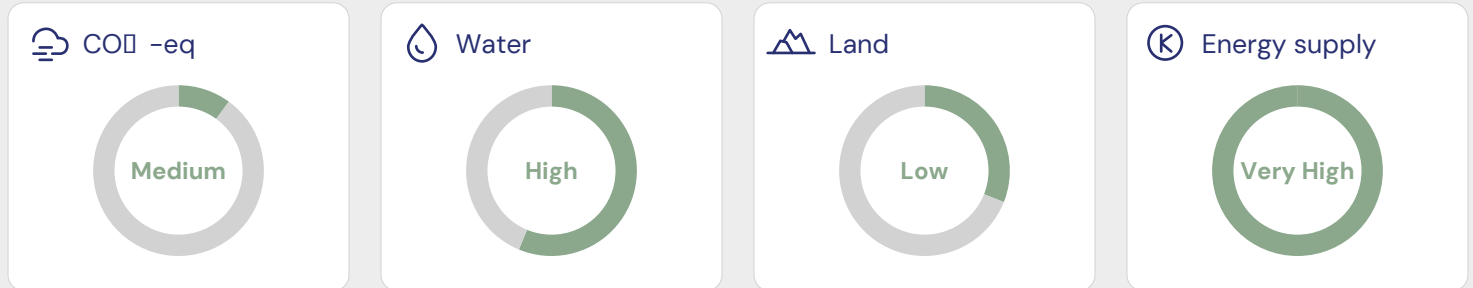 CO▯ -eq
Medium
Water
High
Land
Low
Energy supply
Very High